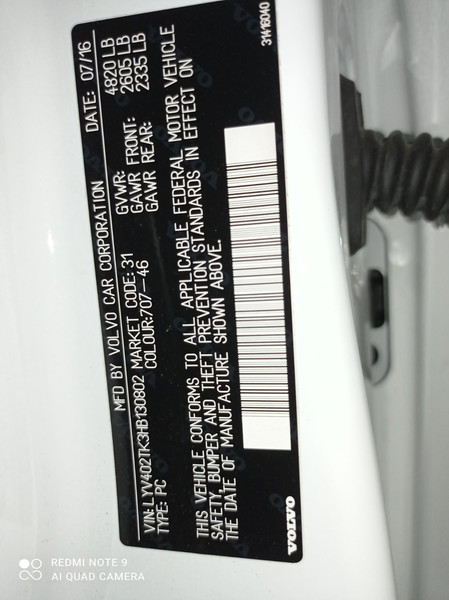 MFD BY VOLVO CAR CORPORATION DATE: 07/16
VIN: LYV402TK3HB130802 MARKET CODE: 31 GVWR: 4820 LB
TYPE: PC COLOUR: 707-46 GAWR FRONT: 2605 LB
GAWR REAR: 2335 LB
THIS VEHICLE CONFORMS TO ALL APPLICABLE FEDERAL MOTOR VEHICLE
SAFETY, BUMPER AND THEFT PREVENTION STANDARDS IN EFFECT ON
THE DATE OF MANUFACTURE SHOWN ABOVE.
VOLVO 31416040
REDMI NOTE 9
AI QUAD CAMERA